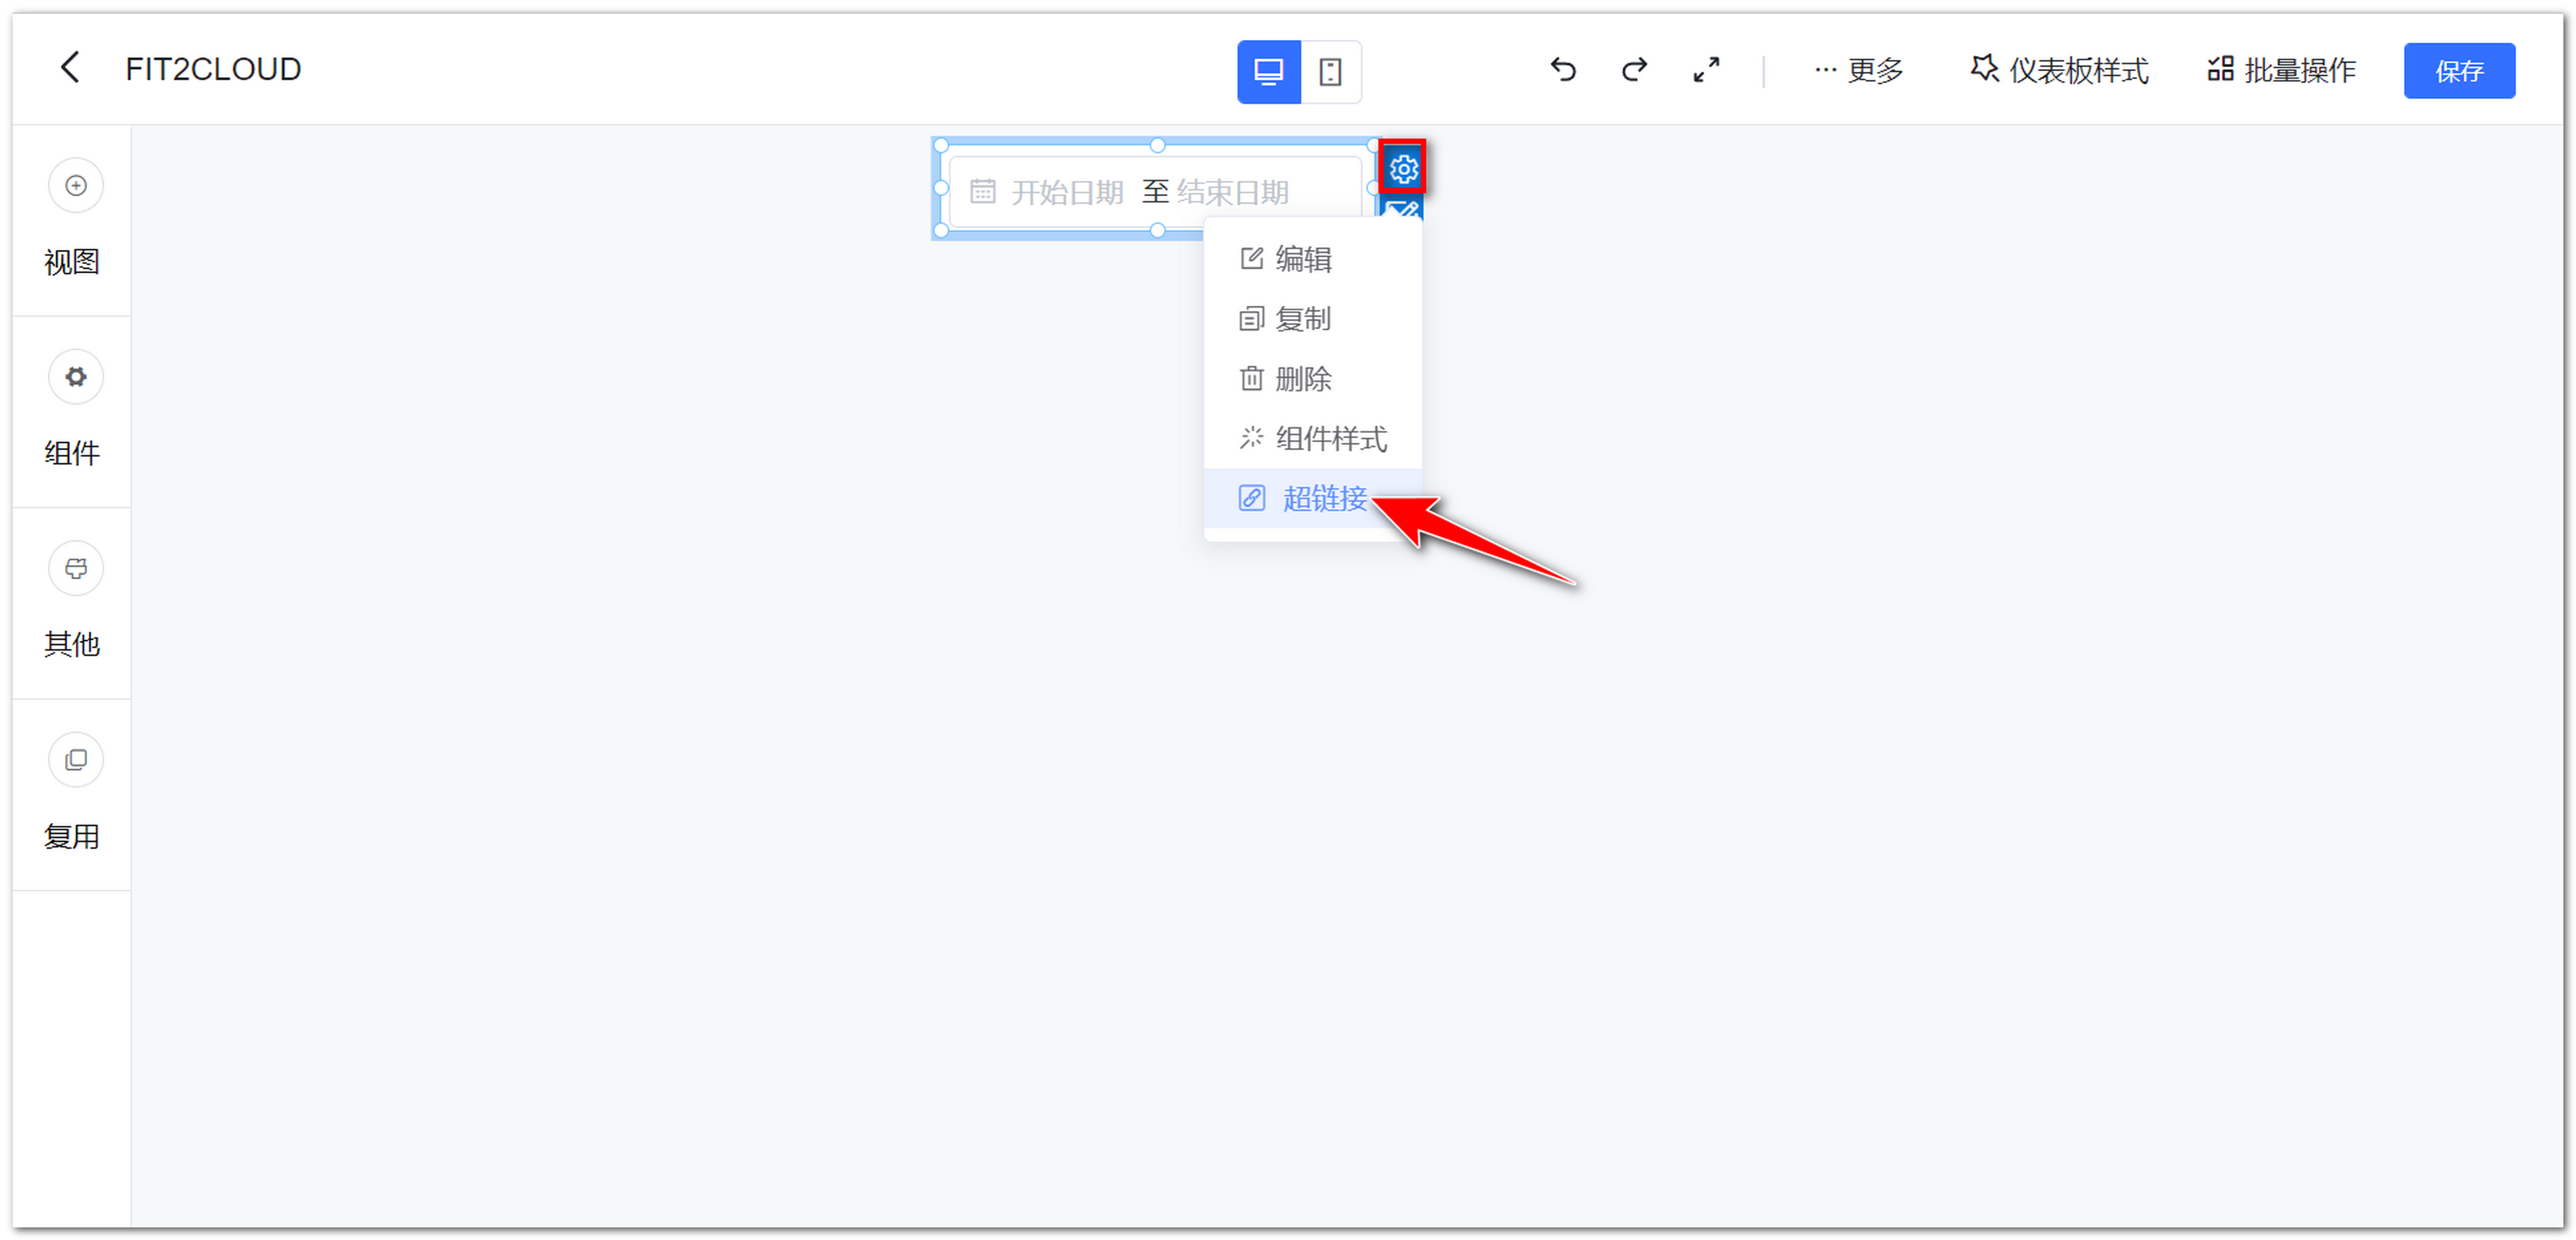 FIT2CLOUD
··· 更多
仪表板样式
批量操作
保存
视图
组件
其他
复用
开始日期 至 结束日期
编辑
复制
删除
组件样式
超链接